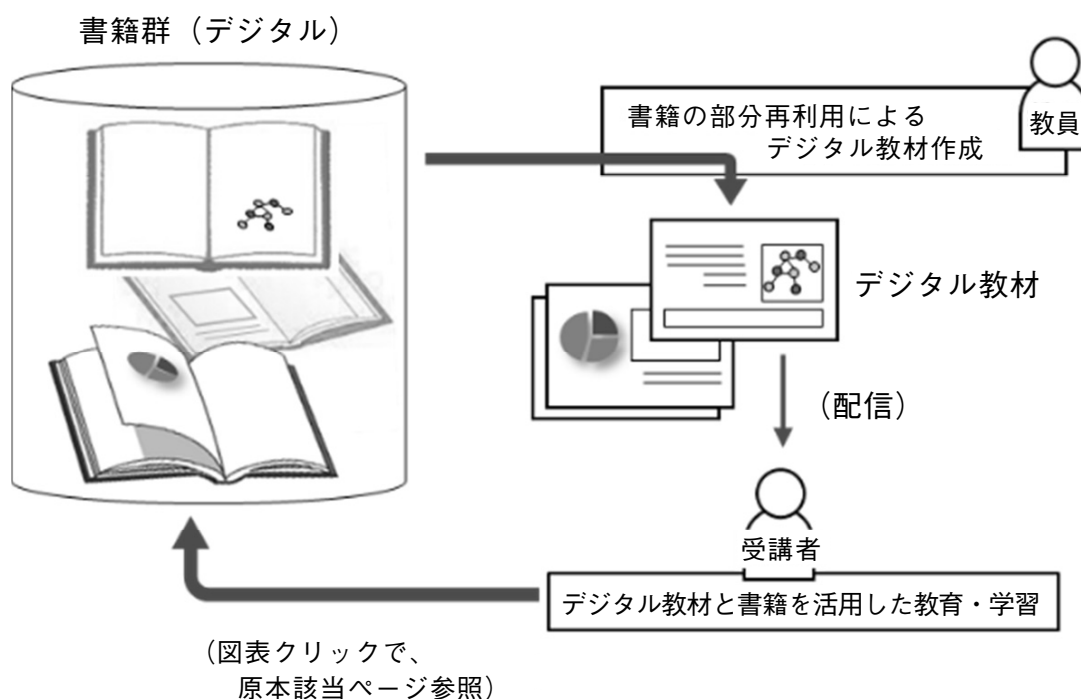 書籍群（デジタル）
書籍の部分再利用による
デジタル教材作成
教員
デジタル教材
（配信）
受講者
デジタル教材と書籍を活用した教育・学習
（図表クリックで、
原本該当ページ参照）